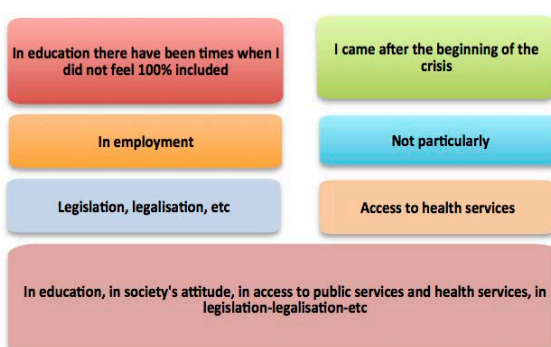 In education there have been times when I
did not feel 100% included
I came after the beginning of the
crisis
In employment
Not particularly
Legislation, legalisation, etc
Access to health services
In education, in society's attitude, in access to public services and health services, in
legislation-legalisation-etc